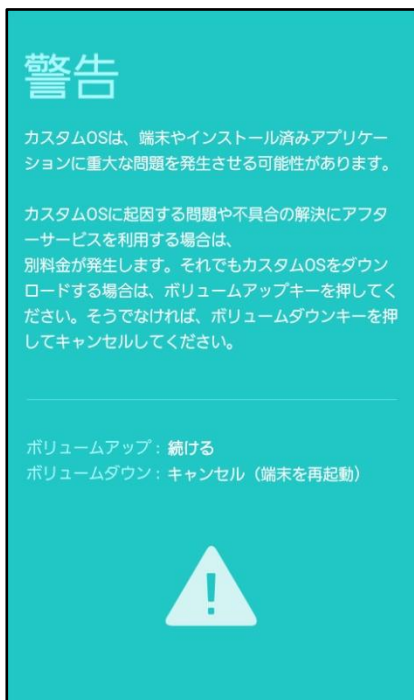 警告
カスタムOSは、端末やインストール済みアプリケー
ションに重大な問題を発生させる可能性があります。
カスタムOSに起因する問題や不具合の解決にアフタ
ーサービスを利用する場合は、
別料金が発生します。それでもカスタムOSをダウン
ロードする場合は、ボリュームアップキーを押してく
ださい。そうでなければ、ボリュームダウンキーを押
してキャンセルしてください。
ボリュームアップ : 続ける
ボリュームダウン : キャンセル（端末を再起動）